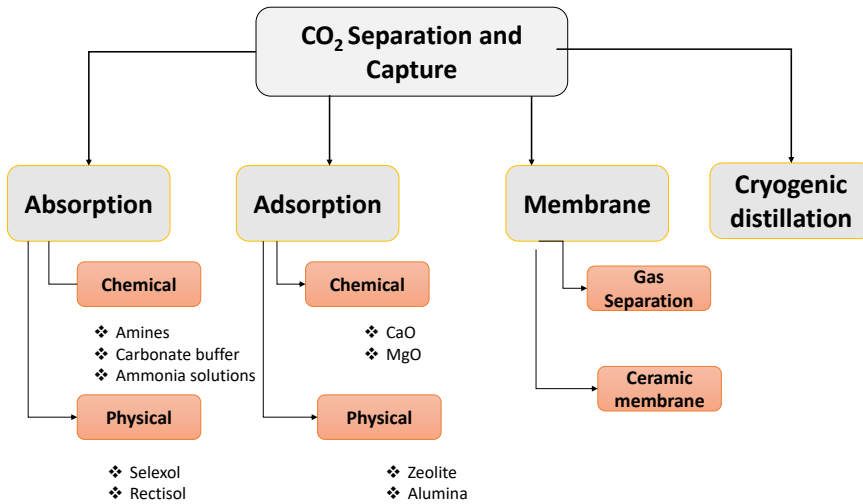 CO₂ Separation and
Capture
Absorption
Adsorption
Membrane
Cryogenic
distillation
Chemical
❖ Amines
❖ Carbonate buffer
❖ Ammonia solutions
Physical
❖ Selexol
❖ Rectisol
Chemical
❖ CaO
❖ MgO
Physical
❖ Zeolite
❖ Alumina
Gas
Separation
Ceramic
membrane